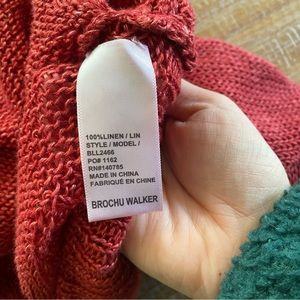 100%LINEN / LIN
STYLE / MODEL /
BLL2466
PO# 1162
RN#140785
MADE IN CHINA
FABRIQUÉ EN CHINE
BROCHU WALKER